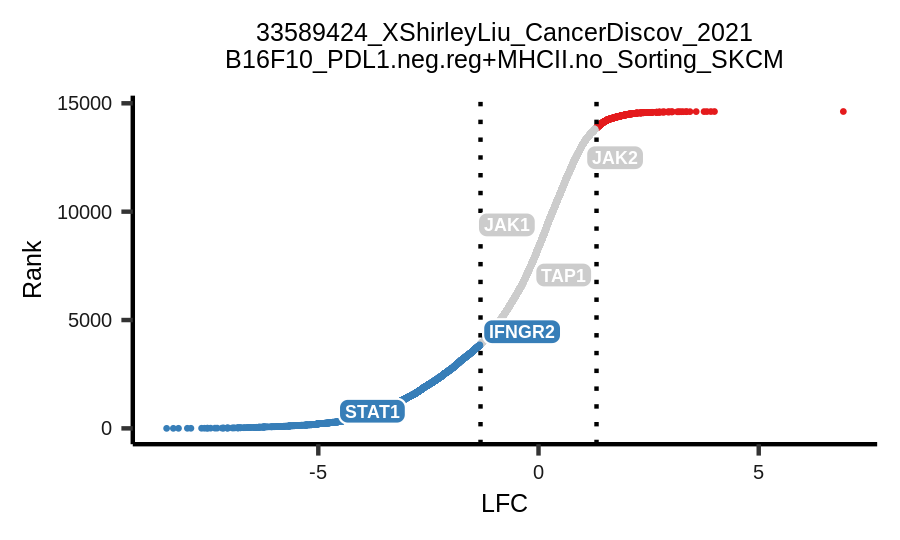 33589424_XShirleyLiu_CancerDiscov_2021
B16F10_PDL1.neg.reg+MHCII.no_Sorting_SKCM
15000
10000
5000
0
Rank
JAK2
JAK1
TAP1
IFNGR2
STAT1
-5
0
5
LFC